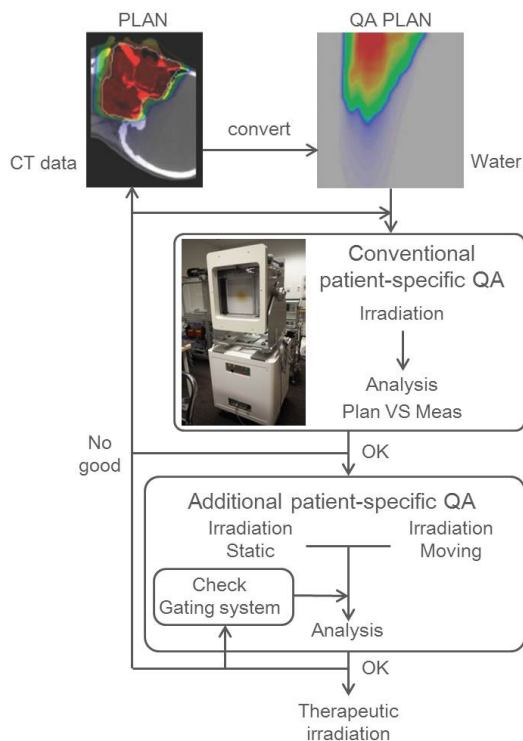 PLAN
QA PLAN
convert
CT data
Water
Conventional
patient-specific QA
Irradiation
Analysis
Plan VS Meas
No
good
OK
Additional patient-specific QA
Irradiation
Static
Irradiation
Moving
Check
Gating system
Analysis
OK
Therapeutic
irradiation